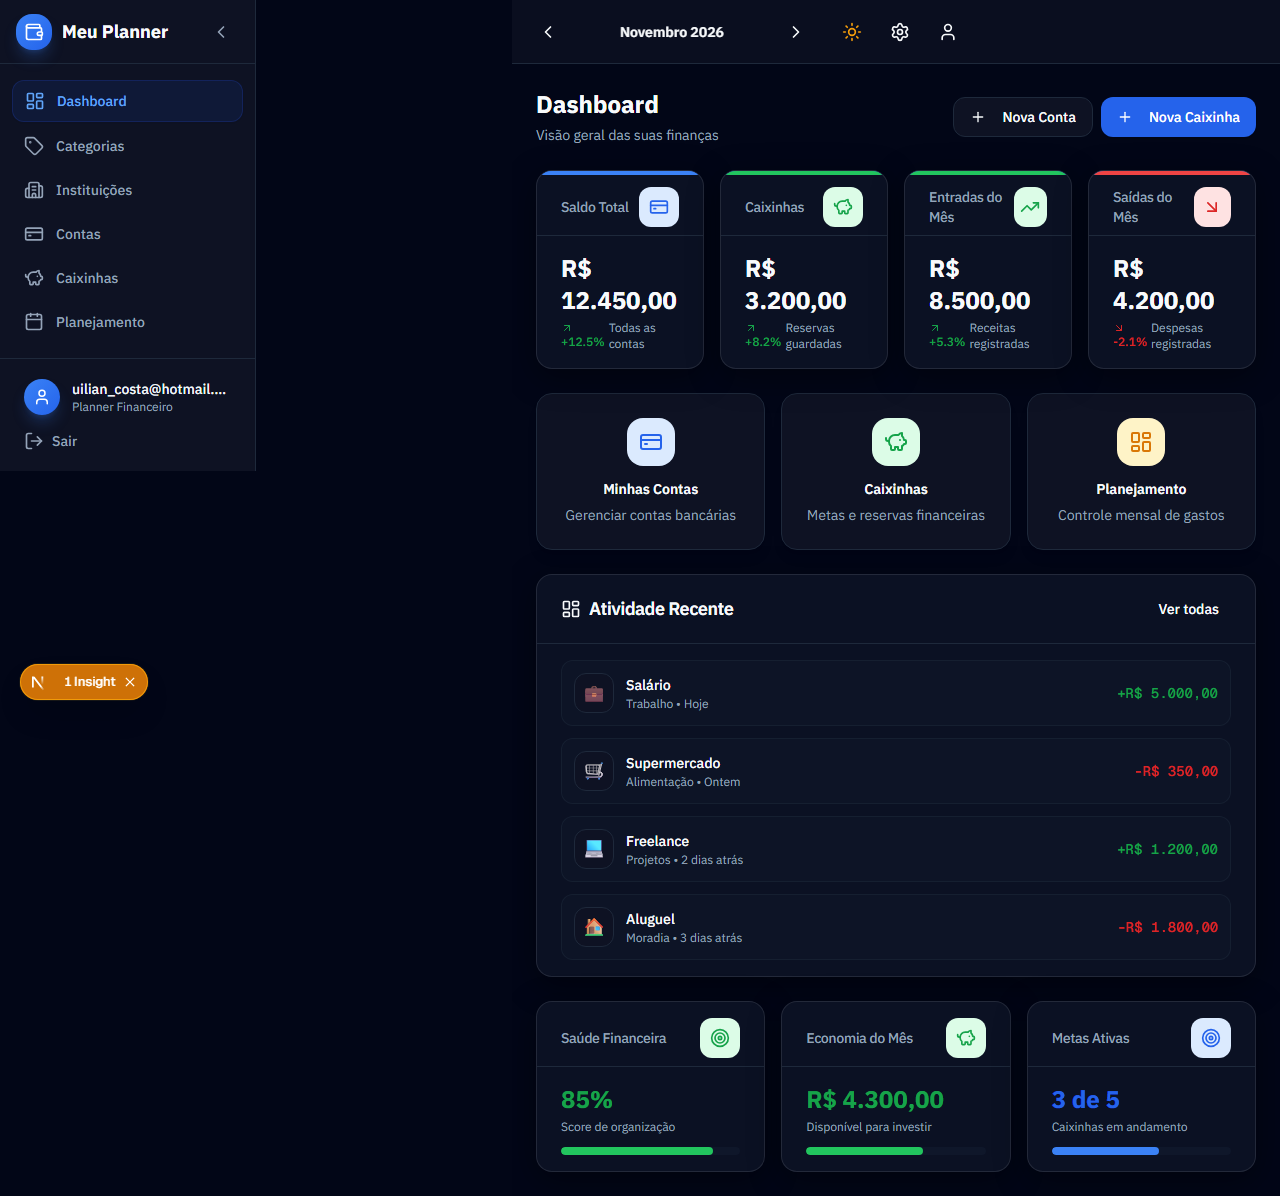 Meu Planner
Dashboard
Categorias
Instituições
Contas
Caixinhas
Planejamento
uilian_costa@hotmail....
Planner Financeiro
Sair
1 Insight
Novembro 2026
Dashboard
Visão geral das suas finanças
Nova Conta
Nova Caixinha
Saldo Total
R$
12.450,00
+12.5%
Todas as
contas
Caixinhas
R$
3.200,00
+8.2%
Reservas
guardadas
Entradas do
Mês
R$
8.500,00
+5.3%
Receitas
registradas
Saídas do
Mês
R$
4.200,00
-2.1%
Despesas
registradas
Minhas Contas
Gerenciar contas bancárias
Caixinhas
Metas e reservas financeiras
Planejamento
Controle mensal de gastos
Atividade Recente
Ver todas
Salário
Trabalho • Hoje
+R$ 5.000,00
Supermercado
Alimentação • Ontem
-R$ 350,00
Freelance
Projetos • 2 dias atrás
+R$ 1.200,00
Aluguel
Moradia • 3 dias atrás
-R$ 1.800,00
Saúde Financeira
85%
Score de organização
Economia do Mês
R$ 4.300,00
Disponível para investir
Metas Ativas
3 de 5
Caixinhas em andamento